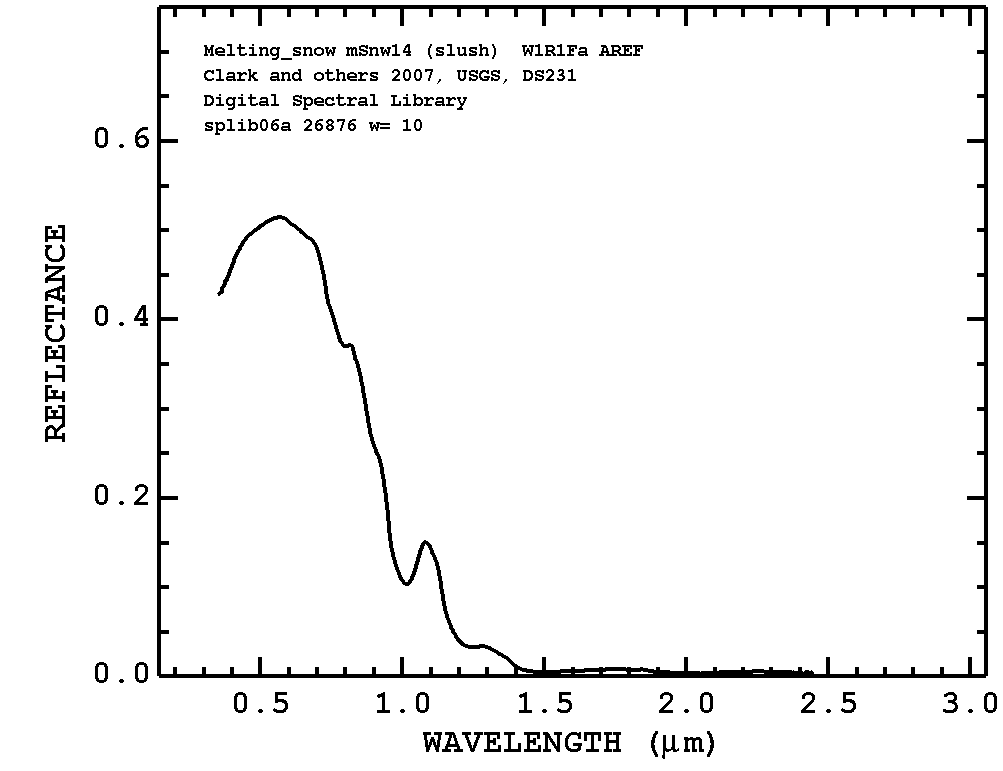 Melting_snow mSnw14 (slush)  W1R1Fa AREF
Clark and others 2007, USGS, DS231
Digital Spectral Library
splib06a 26876 w= 10
REFLECTANCE
0.6
0.4
0.2
0.0
0.5 1.0 1.5 2.0 2.5 3.0
WAVELENGTH (μm)